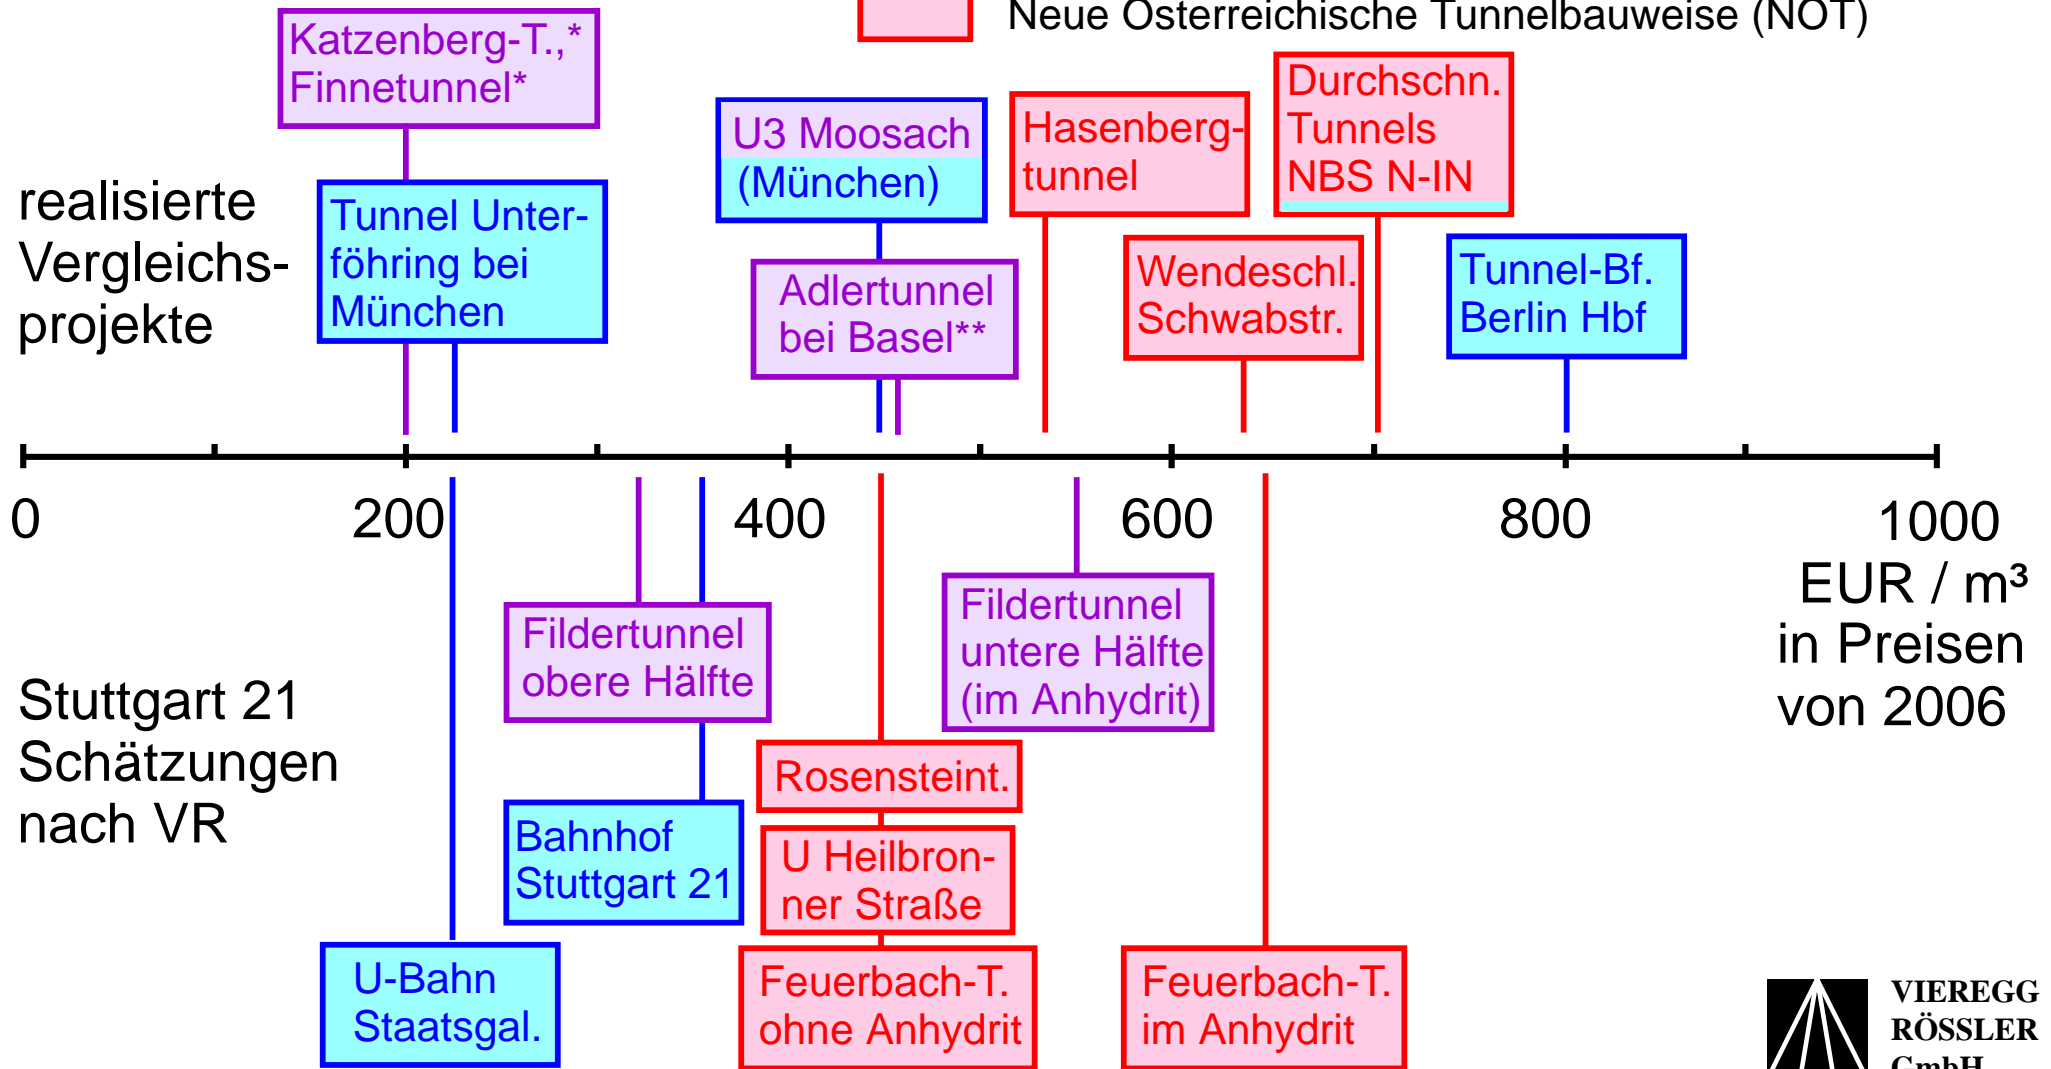 Neue Österreichische Tunnelbauweise (NÖT)
Katzenberg-T.,*
Finnetunnel*
realisierte
Vergleichs-
projekte
Tunnel Unter-
föhring bei
München
U3 Moosach
(München)
Adlertunnel
bei Basel**
Hasenberg-
tunnel
Wendeschl.
Schwabstr.
Durchschn.
Tunnels
NBS N-IN
Tunnel-Bf.
Berlin Hbf
0 200 400 600 800 1000
EUR / m³
in Preisen
von 2006
Stuttgart 21
Schätzungen
nach VR
Fildertunnel
obere Hälfte
Fildertunnel
untere Hälfte
(im Anhydrit)
Bahnhof
Stuttgart 21
Rosensteint.
U Heilbron-
ner Straße
U-Bahn
Staatsgal.
Feuerbach-T.
ohne Anhydrit
Feuerbach-T.
im Anhydrit
VIEREGG
RÖSSLER
GmbH